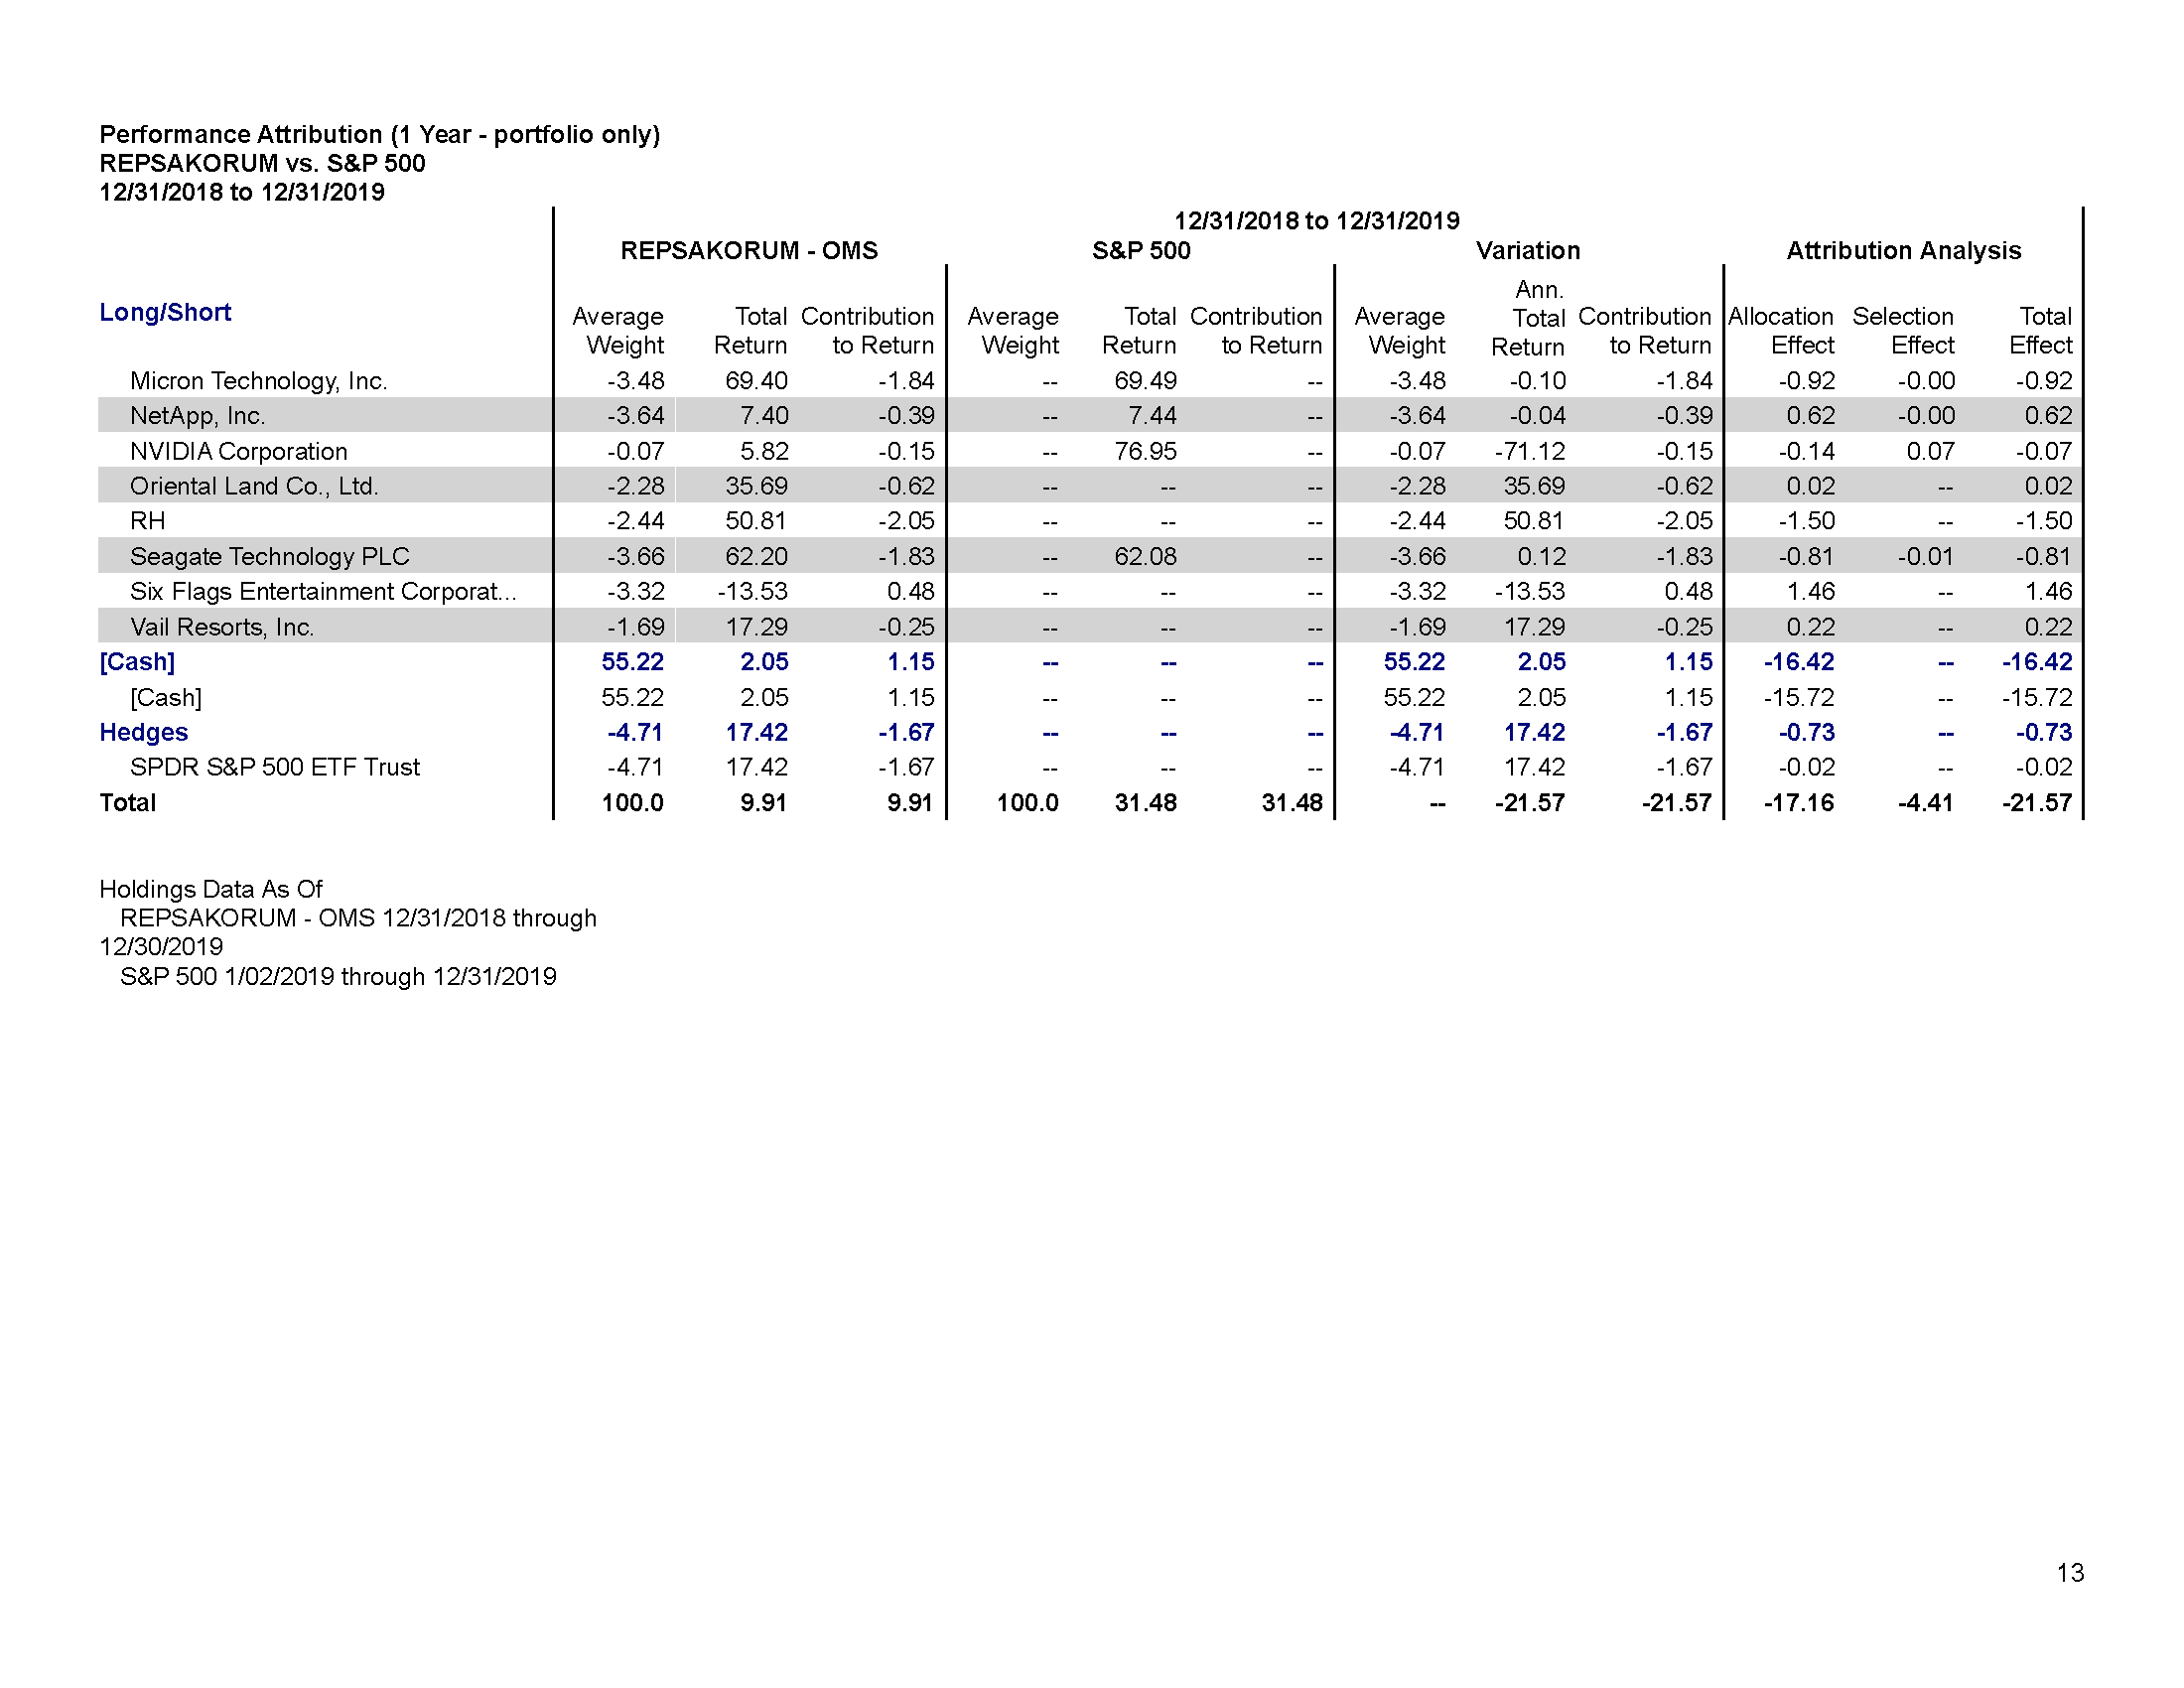 Performance Attribution (1 Year - portfolio only)
REPSAKORUM vs. S&P 500
12/31/2018 to 12/31/2019
12/31/2018 to 12/31/2019
REPSAKORUM - OMS S&P 500 Variation Attribution Analysis
Long/Short Average Weight Total Return Contribution to Return Average Weight Total Return Contribution to Return Average Weight Ann. Total Return Contribution to Return Allocation Effect Selection Effect Total Effect
Micron Technology, Inc. -3.48 69.40 -1.84 -- 69.49 -- -3.48 -0.10 -1.84 -0.92 -0.00 -0.92
NetApp, Inc. -3.64 7.40 -0.39 -- 7.44 -- -3.64 -0.04 -0.39 0.62 -0.00 0.62
NVIDIA Corporation -0.07 5.82 -0.15 -- 76.95 -- -0.07 -71.12 -0.15 -0.14 0.07 -0.07
Oriental Land Co., Ltd. -2.28 35.69 -0.62 -- -- -- -2.28 35.69 -0.62 0.02 -- 0.02
RH -2.44 50.81 -2.05 -- -- -- -2.44 50.81 -2.05 -1.50 -- -1.50
Seagate Technology PLC -3.66 62.20 -1.83 -- 62.08 -- -3.66 0.12 -1.83 -0.81 -0.01 -0.81
Six Flags Entertainment Corporat... -3.32 -13.53 0.48 -- -- -- -3.32 -13.53 0.48 1.46 -- 1.46
Vail Resorts, Inc. -1.69 17.29 -0.25 -- -- -- -1.69 17.29 -0.25 0.22 -- 0.22
[Cash] 55.22 2.05 1.15 -- -- -- 55.22 2.05 1.15 -16.42 -- -16.42
[Cash] 55.22 2.05 1.15 -- -- -- 55.22 2.05 1.15 -15.72 -- -15.72
Hedges -4.71 17.42 -1.67 -- -- -- -4.71 17.42 -1.67 -0.73 -- -0.73
SPDR S&P 500 ETF Trust -4.71 17.42 -1.67 -- -- -- -4.71 17.42 -1.67 -0.02 -- -0.02
Total 100.0 9.91 9.91 100.0 31.48 31.48 -- -21.57 -21.57 -17.16 -4.41 -21.57
Holdings Data As Of
REPSAKORUM - OMS 12/31/2018 through
12/30/2019
S&P 500 1/02/2019 through 12/31/2019
13